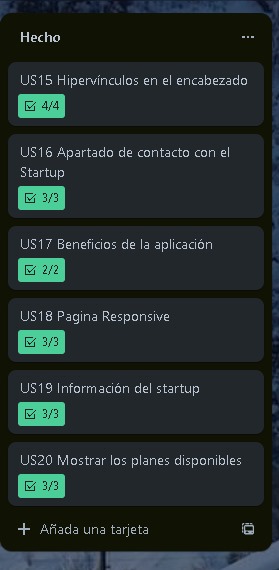 Hecho
US15 Hipervínculos en el encabezado
4/4
US16 Apartado de contacto con el
Startup
3/3
US17 Beneficios de la aplicación
2/2
US18 Pagina Responsive
3/3
US19 Información del startup
3/3
US20 Mostrar los planes disponibles
3/3
Añada una tarjeta